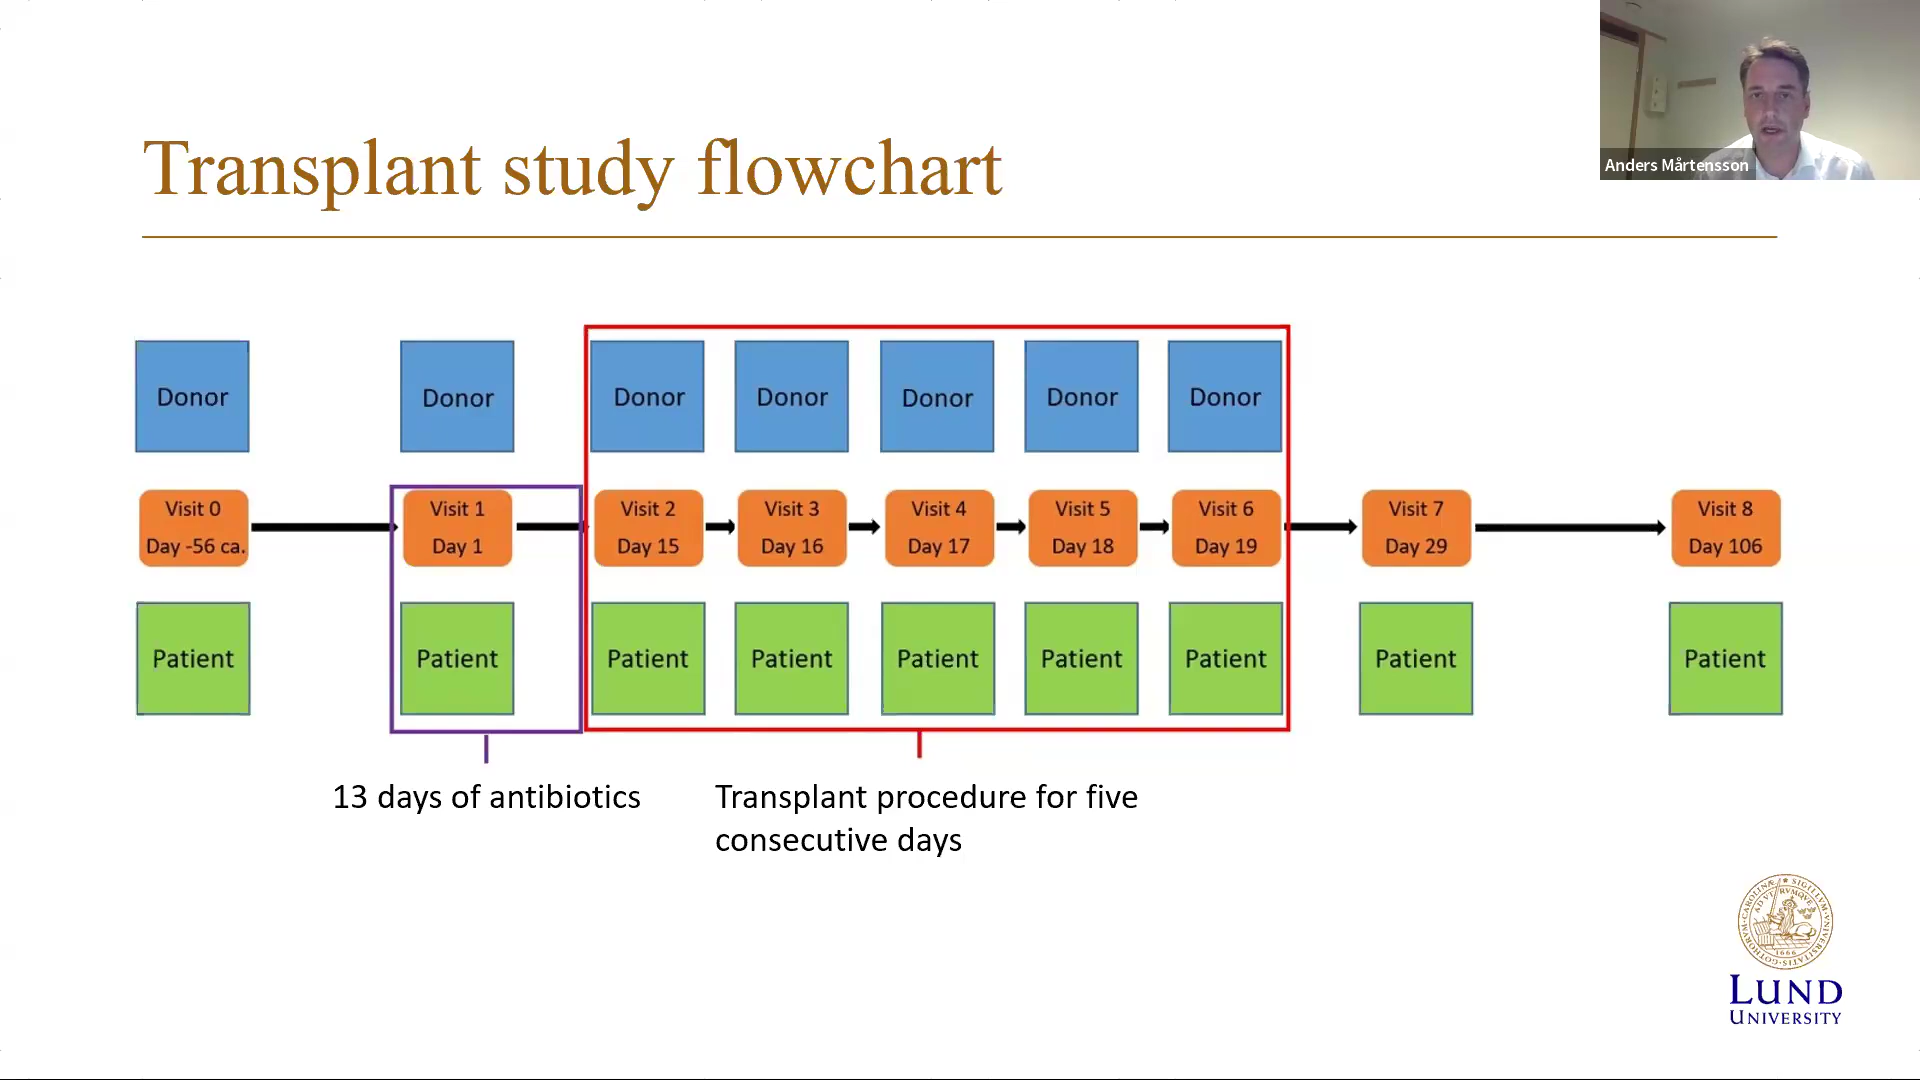 Anders Mårtensson
Transplant study flowchart
Donor
Donor
Donor
Donor
Donor
Donor
Donor
Visit 0
Day -56 ca.
Visit 1
Day 1
Visit 2
Day 15
Visit 3
Day 16
Visit 4
Day 17
Visit 5
Day 18
Visit 6
Day 19
Visit 7
Day 29
Visit 8
Day 106
Patient
Patient
Patient
Patient
Patient
Patient
Patient
Patient
Patient
13 days of antibiotics
Transplant procedure for five
consecutive days
LUND
UNIVERSITY